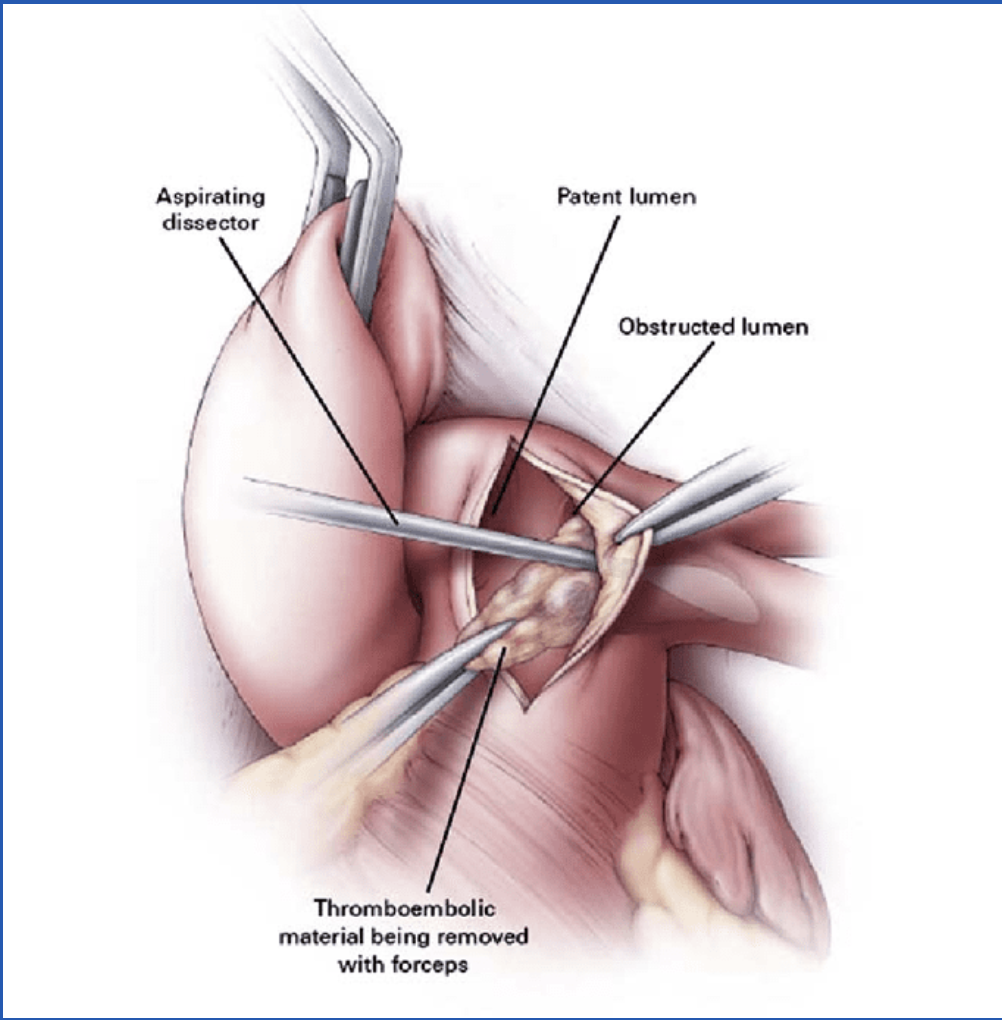 Aspirating
dissector
Patent lumen
Obstructed lumen
Thromboembolic
material being removed
with forceps